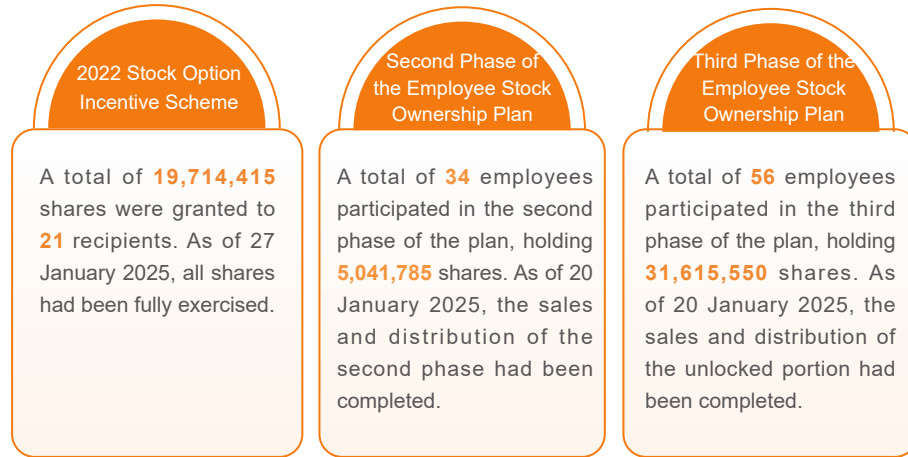 2022 Stock Option
Incentive Scheme
A total of 19,714,415
shares were granted to
21 recipients. As of 27
January 2025, all shares
had been fully exercised.
Second Phase of
the Employee Stock
Ownership Plan
A total of 34 employees
participated in the second
phase of the plan, holding
5,041,785 shares. As of 20
January 2025, the sales
and distribution of the
second phase had been
completed.
Third Phase of the
Employee Stock
Ownership Plan
A total of 56 employees
participated in the third
phase of the plan, holding
31,615,550 shares. As
of 20 January 2025, the
sales and distribution of
the unlocked portion had
been completed.